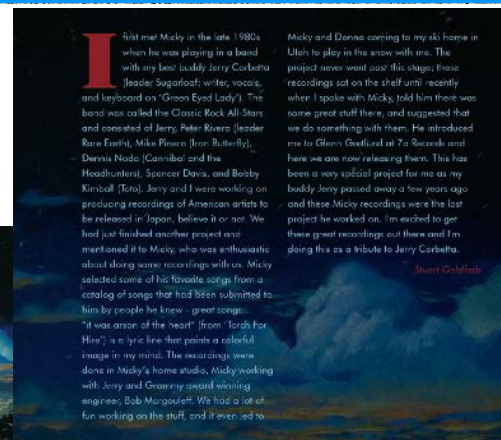 I first met Micky in the late 1980s
when he was playing in a band
with my best buddy Jerry Corbetta
(leader Sugarloaf; writer, vocals,
and keyboard on "Green Eyed Lady"). The
band was called the Classic Rock All-Stars
and consisted of Jerry, Peter Rivera (leader
Rare Earth), Mike Pinera (Iron Butterfly),
Dennis Noda (Cannibal and the
Headhunters), Spencer Davis, and Bobby
Kimball (Toto). Jerry and I were working on
producing recordings of American artists to
be released in Japan, believe it or not. We
had just finished another project and
mentioned it to Micky, who was enthusiastic
about doing some recordings with us. Micky
selected some of his favorite songs from a
catalog of songs that had been submitted to
him by people he knew - great songs...
"it was arson of the heart" (from 'Torch For
Hire') is a lyric line that paints a colorful
image in my mind. The recordings were
done in Micky's home studio, Micky working
with Jerry and Grammy award winning
engineer, Bob Margouleff. We had a lot of
fun working on the stuff, and it even led to
Micky and Donna coming to my ski home in
Utah to play in the snow with me. The
project never went past this stage; these
recordings sat on the shelf until recently
when I spoke with Micky, told him there was
some great stuff there, and suggested that
we do something with them. He introduced
me to Glenn Gretlund at 7a Records and
here we are now releasing them. This has
been a very special project for me as my
buddy Jerry passed away a few years ago
and these Micky recordings were the last
project he worked on. I'm excited to get
these great recordings out there and I'm
doing this as a tribute to Jerry Corbetta.
Stuart Goldfarb